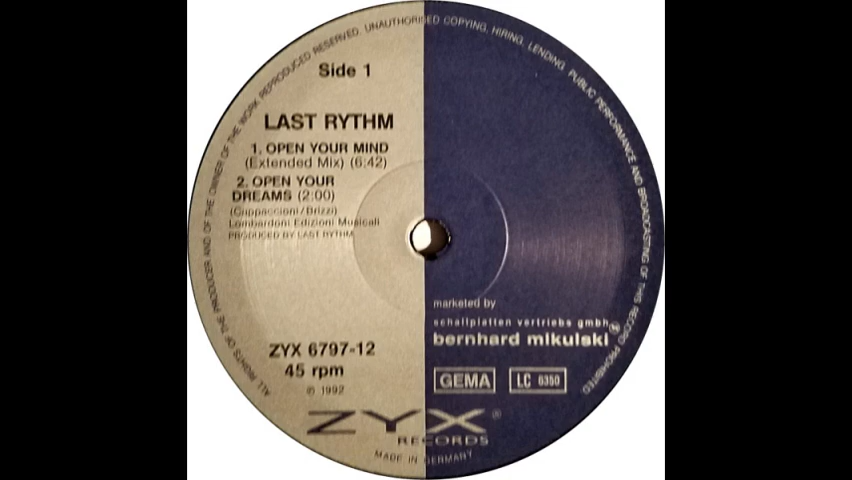 ALL RIGHTS OF THE PRODUCER AND OF THE OWNER OF THE WORK REPRODUCED RESERVED. UNAUTHORISED COPYING, HIRING, LENDING, PUBLIC PERFORMANCE AND BROADCASTING OF THIS RECORD PROHIBITED
Side 1
LAST RYTHM
1. OPEN YOUR MIND
(Extended Mix) (6:42)
2. OPEN YOUR
DREAMS (2:00)
(Cuppaccioni/Brizzi)
Lombardoni Edizioni Musicali
PRODUCED BY LAST RYTHM
marketed by
schallplatten vertriebs gmbh
bernhard mikulski
ZYX 6797-12
45 rpm
℗ 1992
GEMA
LC 6350
ZYX®
RECORDS
MADE IN GERMANY